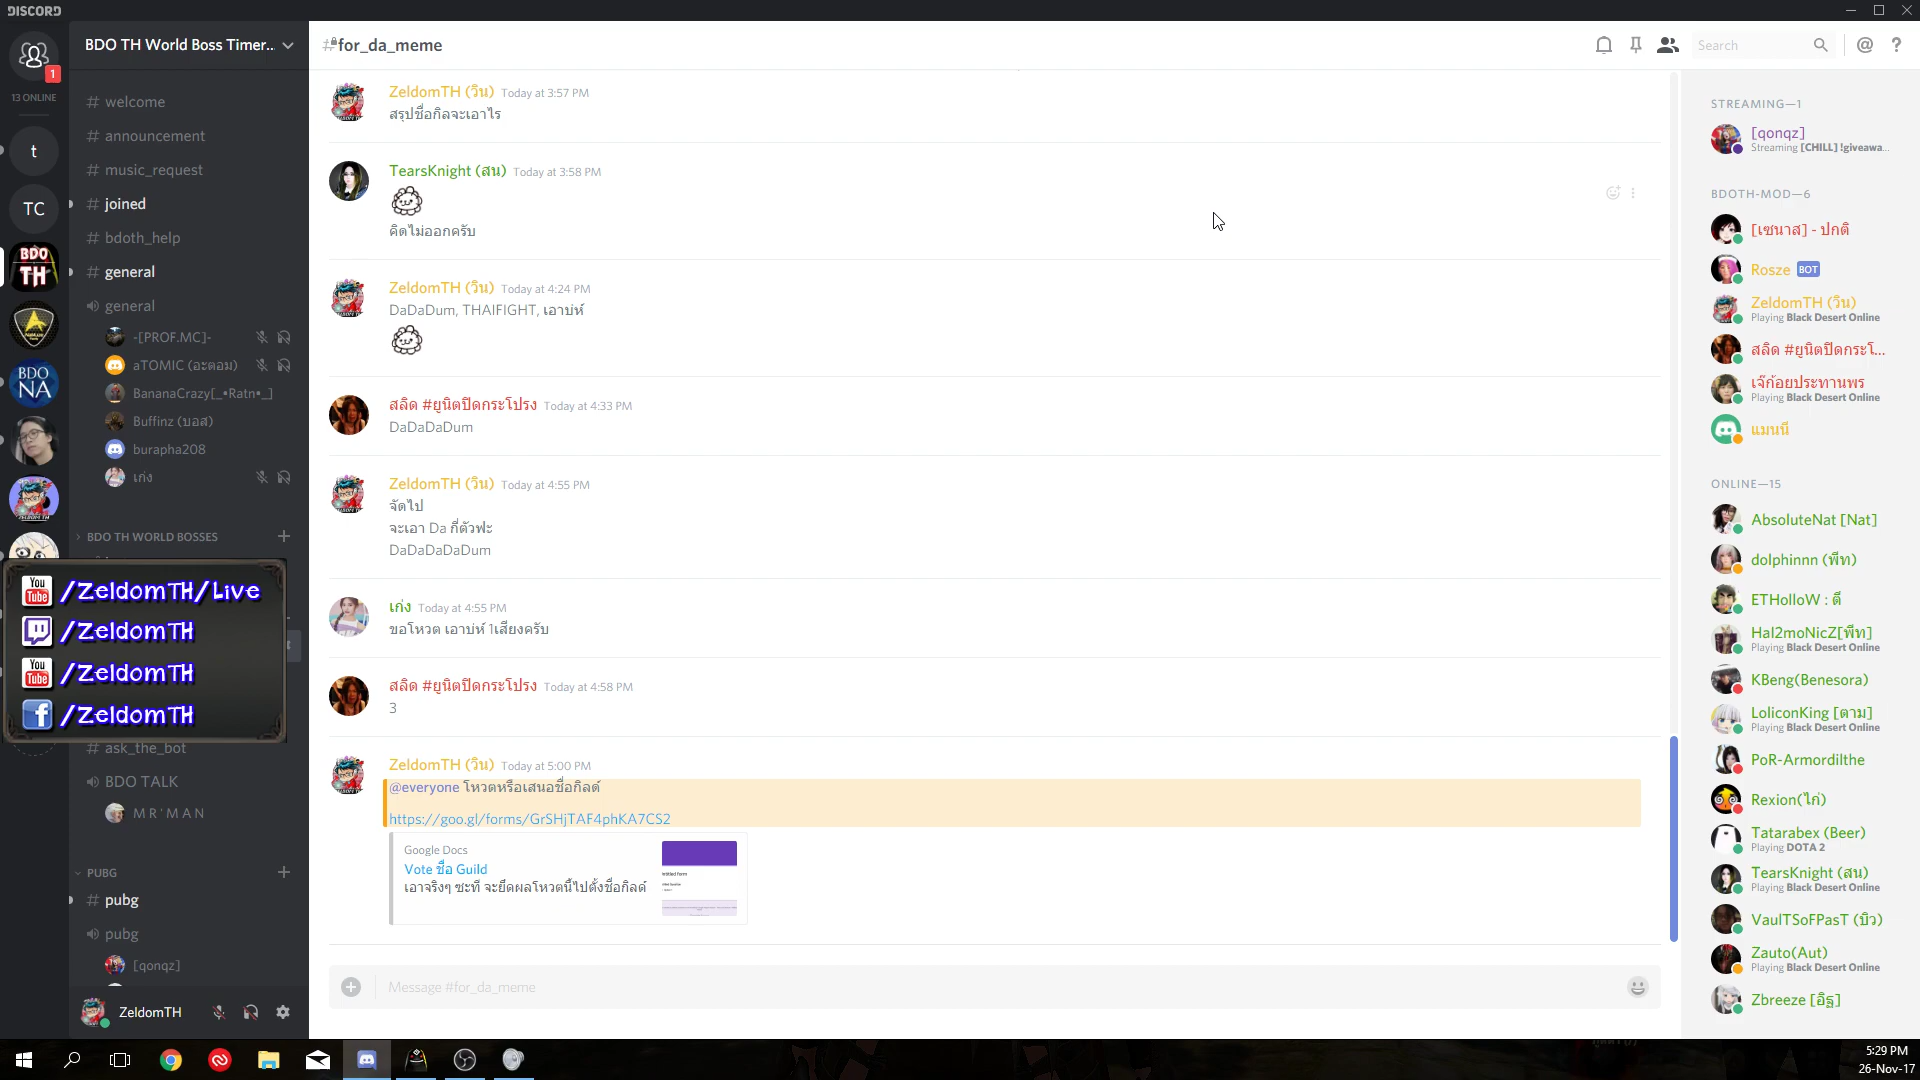 DISCORD
BDO TH World Boss Timer...
#for_da_meme
Search
1
13 ONLINE
t
TC
BDO
TH
BDO
NA
welcome
announcement
music_request
joined
bdoth_help
general
general
-[PROF.MC]-
aTOMIC (อะตอม)
BananaCrazy[_•Ratn•_]
Buffinz (บอส)
burapha208
เก่ง
BDO TH WORLD BOSSES
You Tube /ZeldomTH/Live
/ZeldomTH
You Tube /ZeldomTH
/ZeldomTH
ask_the_bot
BDO TALK
M R ' M A N
PUBG
pubg
pubg
[qonqz]
ZeldomTH
ZeldomTH (วิน) Today at 3:57 PM
สรุปชื่อกิลจะเอาไร
TearsKnight (สน) Today at 3:58 PM
คิดไม่ออกครับ
ZeldomTH (วิน) Today at 4:24 PM
DaDaDum, THAIFIGHT, เอาบ่ห์
สลิด #ยูนิตปิดกระโปรง Today at 4:33 PM
DaDaDaDum
ZeldomTH (วิน) Today at 4:55 PM
จัดไป
จะเอา Da กี่ตัวฟะ
DaDaDaDaDum
เก่ง Today at 4:55 PM
ขอโหวต เอาบ่ห์ 1เสียงครับ
สลิด #ยูนิตปิดกระโปรง Today at 4:58 PM
3
ZeldomTH (วิน) Today at 5:00 PM
@everyone โหวตหรือเสนอชื่อกิลด์
https://goo.gl/forms/GrSHjTAF4phKA7CS2
Google Docs
Vote ชื่อ Guild
เอาจริงๆ ซะที จะยึดผลโหวตนี้ไปตั้งชื่อกิลด์
Message #for_da_meme
STREAMING—1
[qonqz]
Streaming [CHILL] !giveawa...
BDOTH-MOD—6
[เซนาส] - ปกติ
Rosze BOT
ZeldomTH (วิน)
Playing Black Desert Online
สลิด #ยูนิตปิดกระโ...
เจ๊ก้อยประทานพร
Playing Black Desert Online
แมนนี่
ONLINE—15
AbsoluteNat [Nat]
dolphinnn (พีท)
ETHolloW : ตี๋
Hal2moNicZ[พีท]
Playing Black Desert Online
KBeng(Benesora)
LoliconKing [ตาม]
Playing Black Desert Online
PoR-Armordilthe
Rexion(ไก่)
Tatarabex (Beer)
Playing DOTA 2
TearsKnight (สน)
Playing Black Desert Online
VaulTSoFPasT (บิว)
Zauto(Aut)
Playing Black Desert Online
Zbreeze [อิฐ]
5:29 PM
26-Nov-17